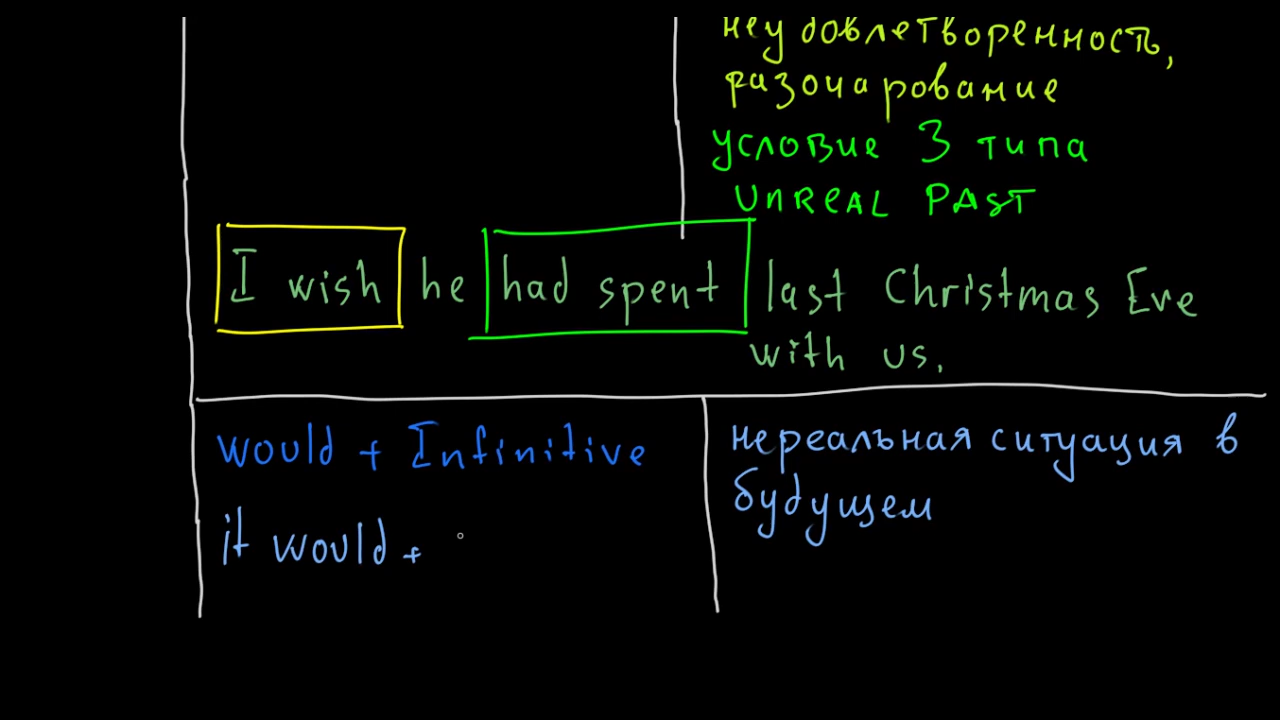 неудовлетворенность,
разочарование
условие 3 типа
UNREAL PAST
I wish he had spent last Christmas Eve
with us.
would + Infinitive
нереальная ситуация в
будущем
it would +